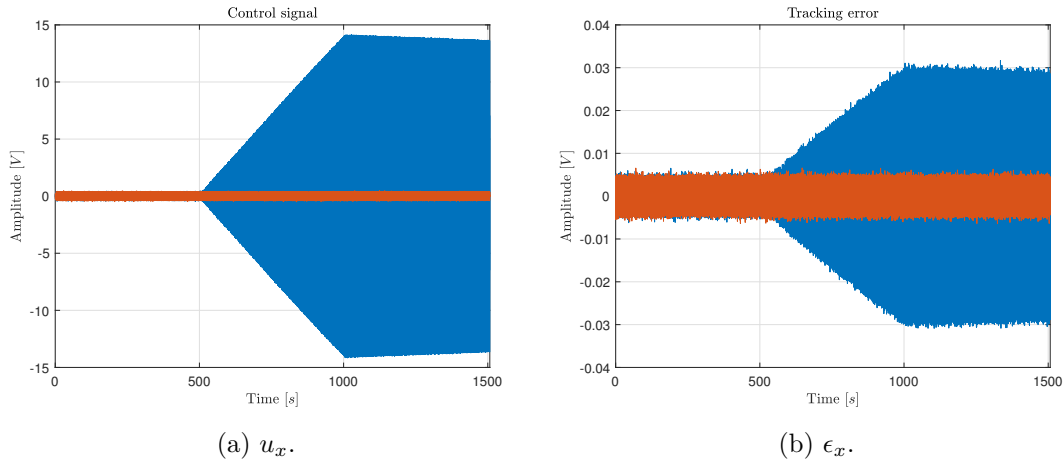 Control signal
15
10
5
0
-5
-10
-15
0 500 1000 1500
Amplitude [V]
Time [s]
(a) u_x.
Tracking error
0.04
0.03
0.02
0.01
0
-0.01
-0.02
-0.03
-0.04
0 500 1000 1500
Amplitude [V]
Time [s]
(b) ϵ_x.